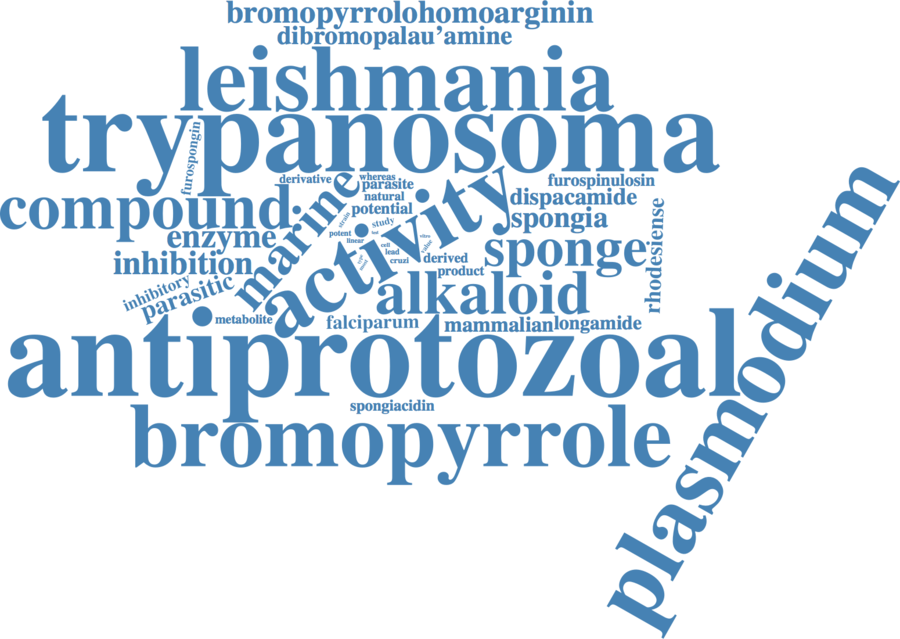 bromopyrrolohomoarginin
dibromopalau’amine
leishmania
trypanosoma
furospongin
derivative
whereas
parasite
natural
potential
furospinulosin
dispacamide
spongia
compound
enzyme
inhibition
marine
activity
strain
study
potent
linear
cell
lead
cruzi
value
derived
product
sponge
rhodesiense
inhibitory
parasitic
alkaloid
metabolite
falciparum
mammalian
longamide
antiprotozoal
spongiacidin
bromopyrrole
plasmodium